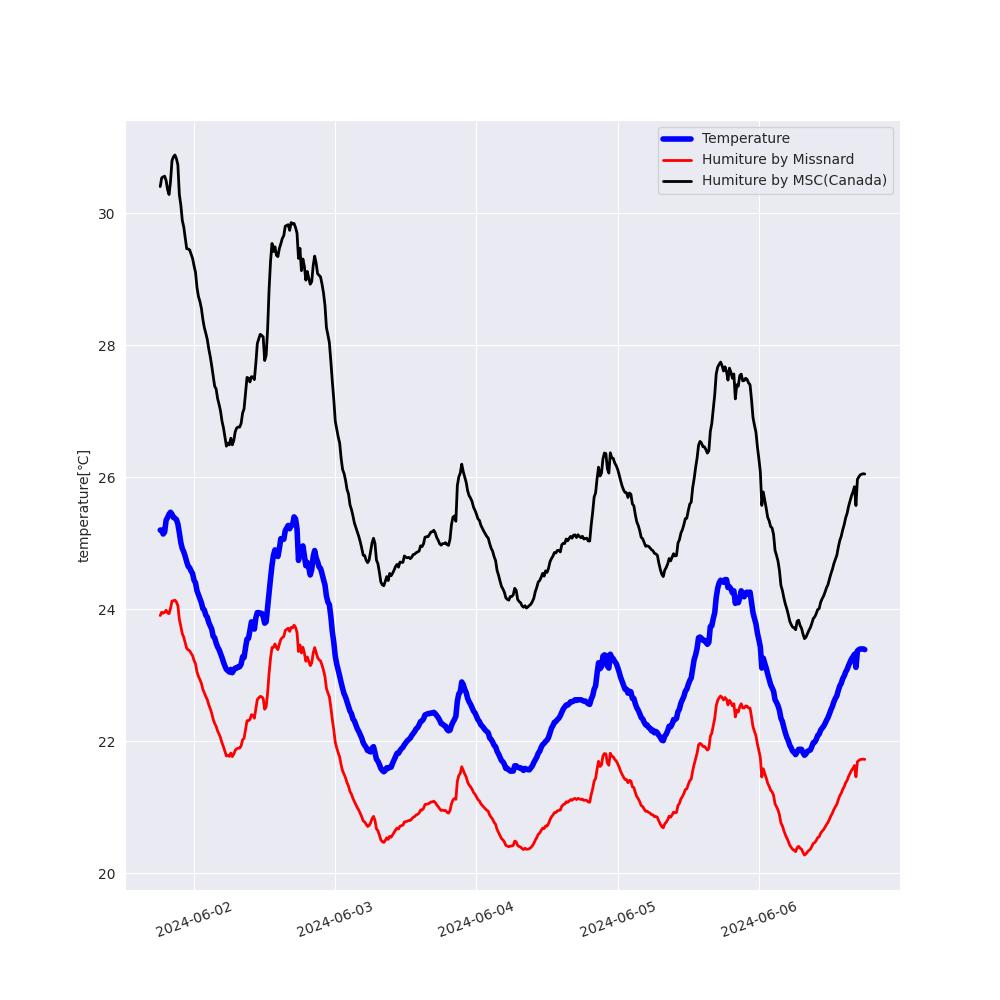 Temperature
Humiture by Missnard
Humiture by MSC(Canada)
30
28
26
24
22
20
temperature[℃]
2024-06-02
2024-06-03
2024-06-04
2024-06-05
2024-06-06